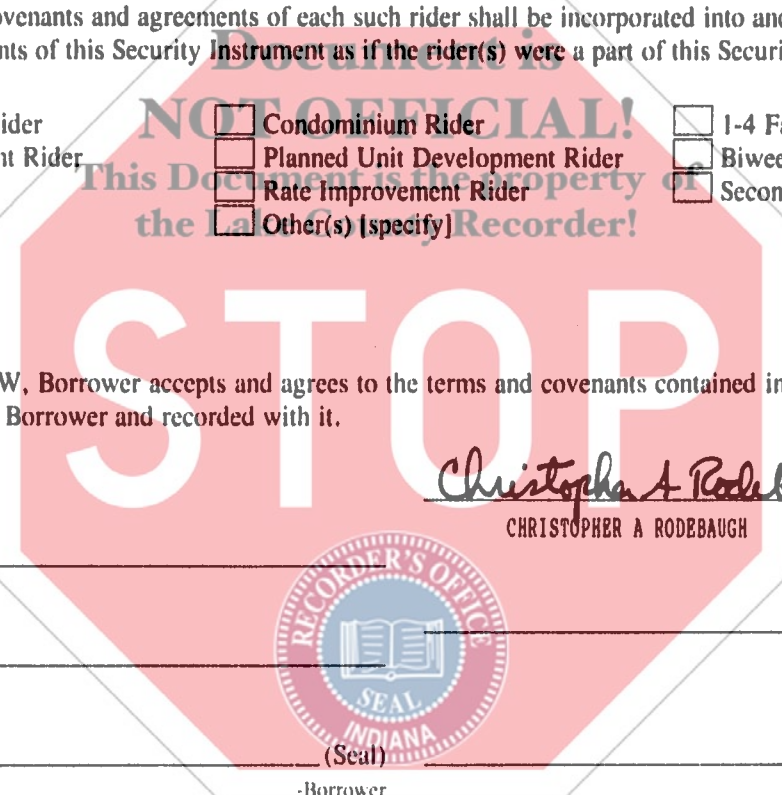 ovenants and agreements of each such rider shall be incorporated into and
nts of this Security Instrument as if the rider(s) were a part of this Securi
Document is
NOT OFFICIAL!
This Document is the property of
the Lake County Recorder!
ider Condominium Rider 1-4 F
nt Rider Planned Unit Development Rider Biwee
Rate Improvement Rider Secon
Other(s) [specify]
STOP
W, Borrower accepts and agrees to the terms and covenants contained in
Borrower and recorded with it.
Christopher A Rodeb
CHRISTOPHER A RODEBAUGH
RECORDER'S OFFICE
SEAL
INDIANA
(Seal)
-Borrower